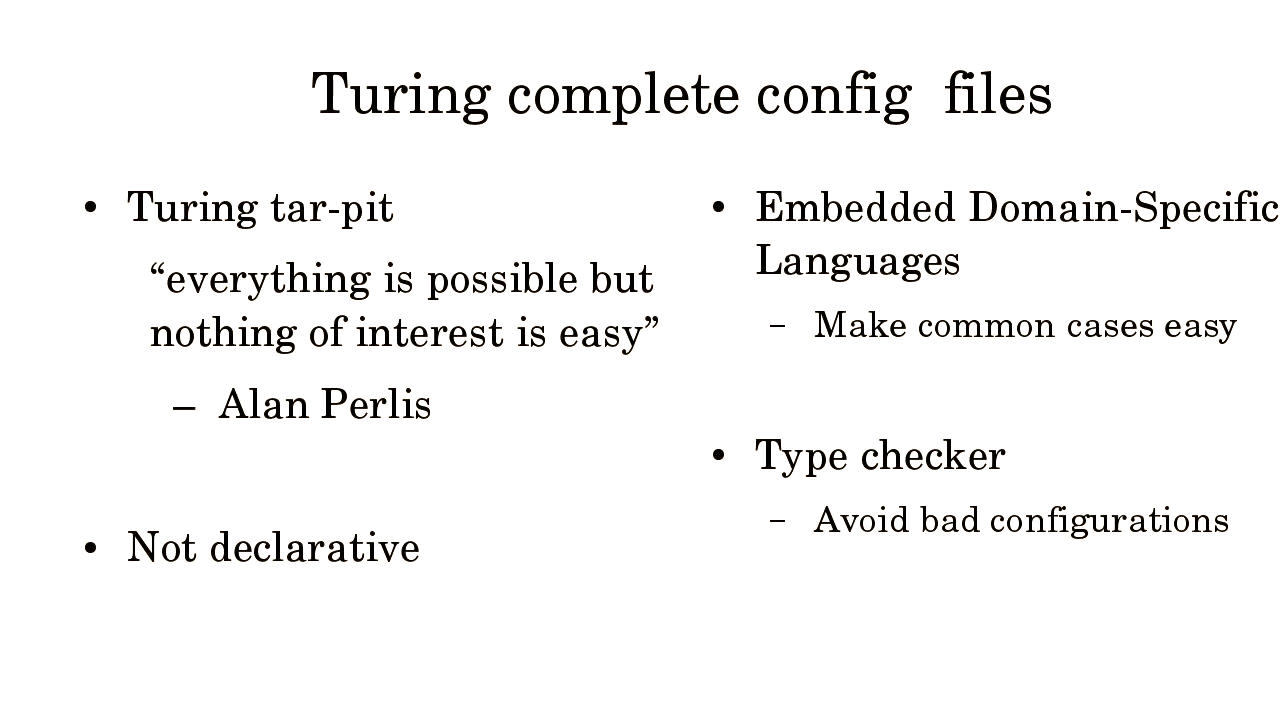 Turing complete config  files
• Turing tar-pit
“everything is possible but
nothing of interest is easy”
– Alan Perlis
• Not declarative
• Embedded Domain-Specific
Languages
– Make common cases easy
• Type checker
– Avoid bad configurations